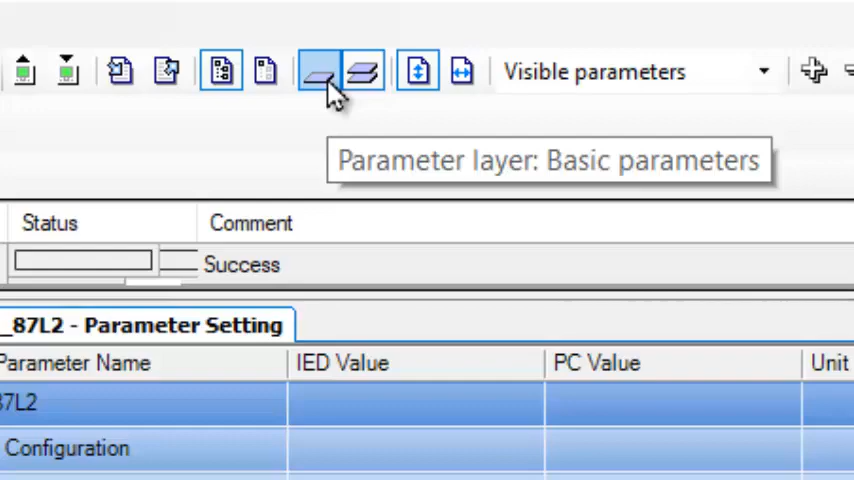 Visible parameters
Parameter layer: Basic parameters
Status Comment
Success
_87L2 - Parameter Setting
Parameter Name IED Value PC Value Unit
87L2
Configuration